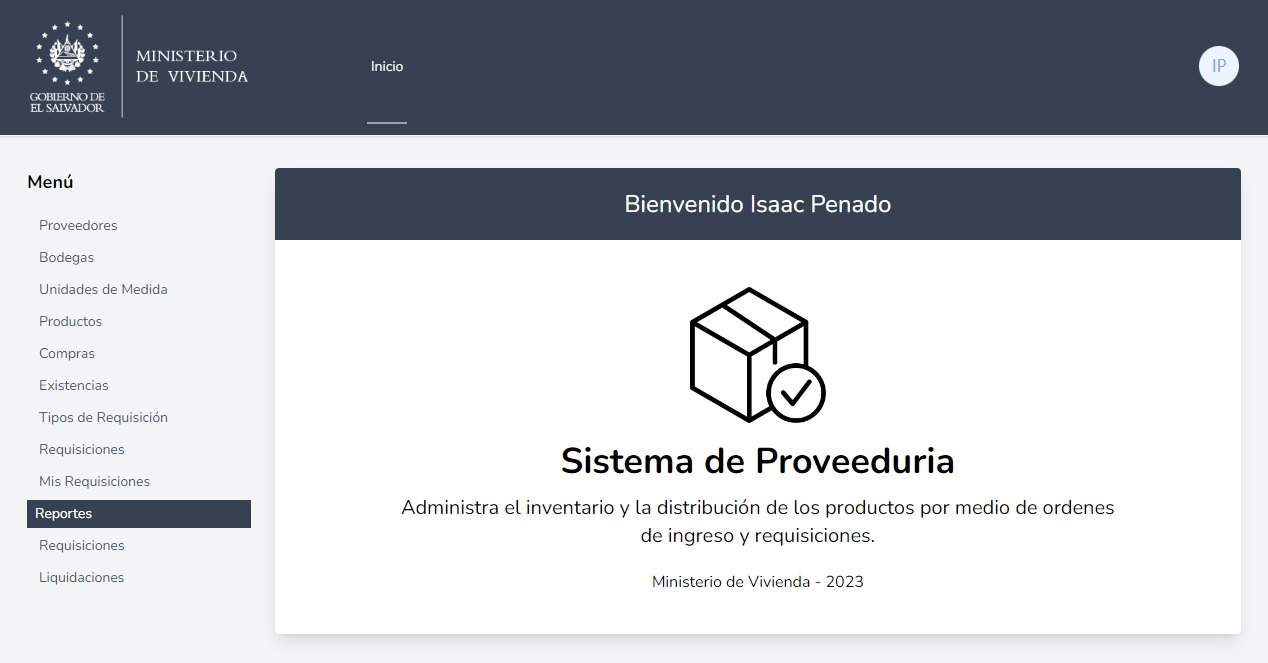 GOBIERNO DE
EL SALVADOR
MINISTERIO
DE VIVIENDA
Inicio
IP
Menú
Proveedores
Bodegas
Unidades de Medida
Productos
Compras
Existencias
Tipos de Requisición
Requisiciones
Mis Requisiciones
Reportes
Requisiciones
Liquidaciones
Bienvenido Isaac Penado
Sistema de Proveeduria
Administra el inventario y la distribución de los productos por medio de ordenes
de ingreso y requisiciones.
Ministerio de Vivienda - 2023